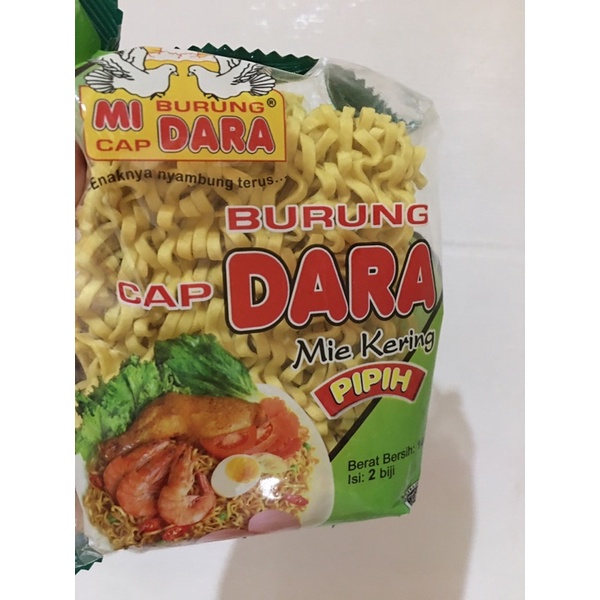 MI BURUNG®
CAP DARA
Enaknya nyambung terus...
BURUNG
CAP DARA
Mie Kering
PIPIH
Berat Bersih:
Isi: 2 biji